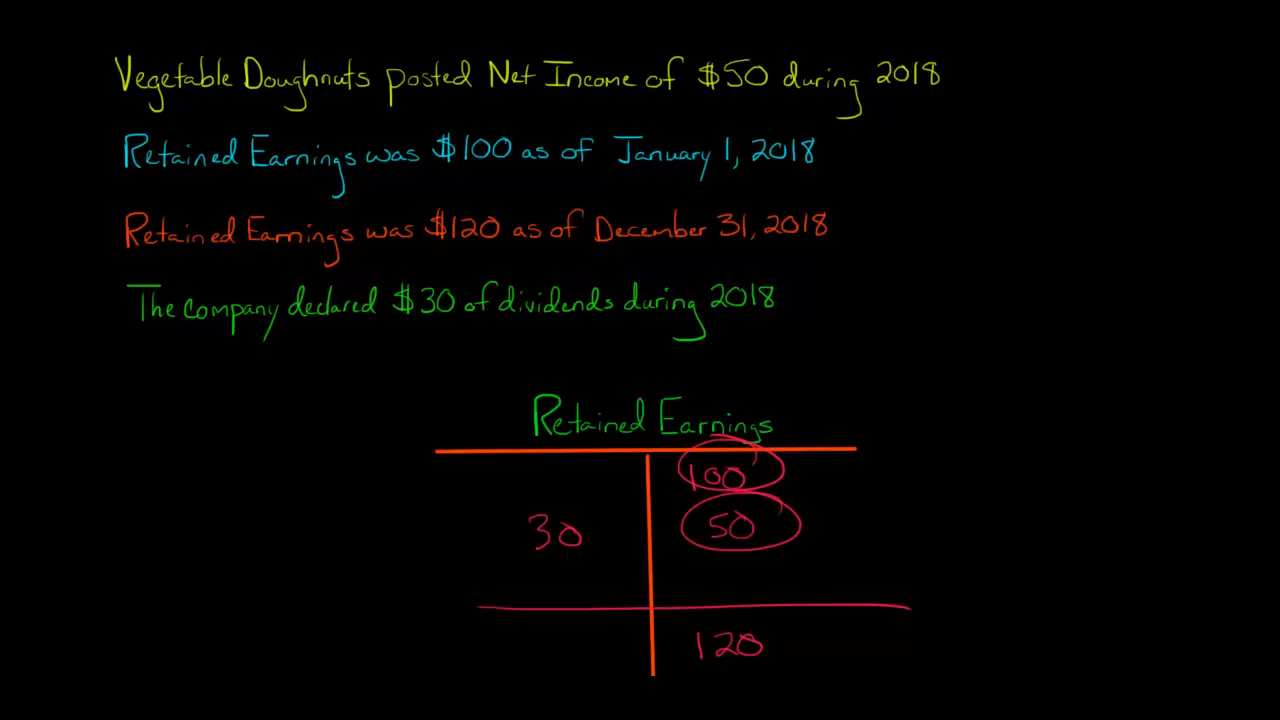 Vegetable Doughnuts posted Net Income of $50 during 2018
Retained Earnings was $100 as of January 1, 2018
Retained Earnings was $120 as of December 31, 2018
The company declared $30 of dividends during 2018
Retained Earnings
100
30 50
120